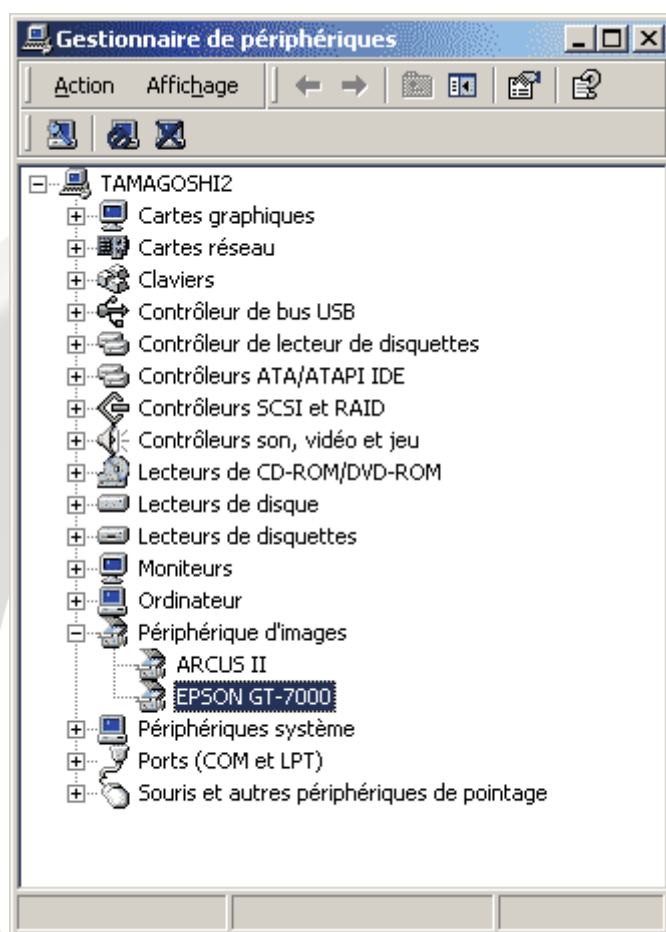 Gestionnaire de périphériques
Action Affichage
TAMAGOSHI2
Cartes graphiques
Cartes réseau
Claviers
Contrôleur de bus USB
Contrôleur de lecteur de disquettes
Contrôleurs ATA/ATAPI IDE
Contrôleurs SCSI et RAID
Contrôleurs son, vidéo et jeu
Lecteurs de CD-ROM/DVD-ROM
Lecteurs de disque
Lecteurs de disquettes
Moniteurs
Ordinateur
Périphérique d'images
ARCUS II
EPSON GT-7000
Périphériques système
Ports (COM et LPT)
Souris et autres périphériques de pointage